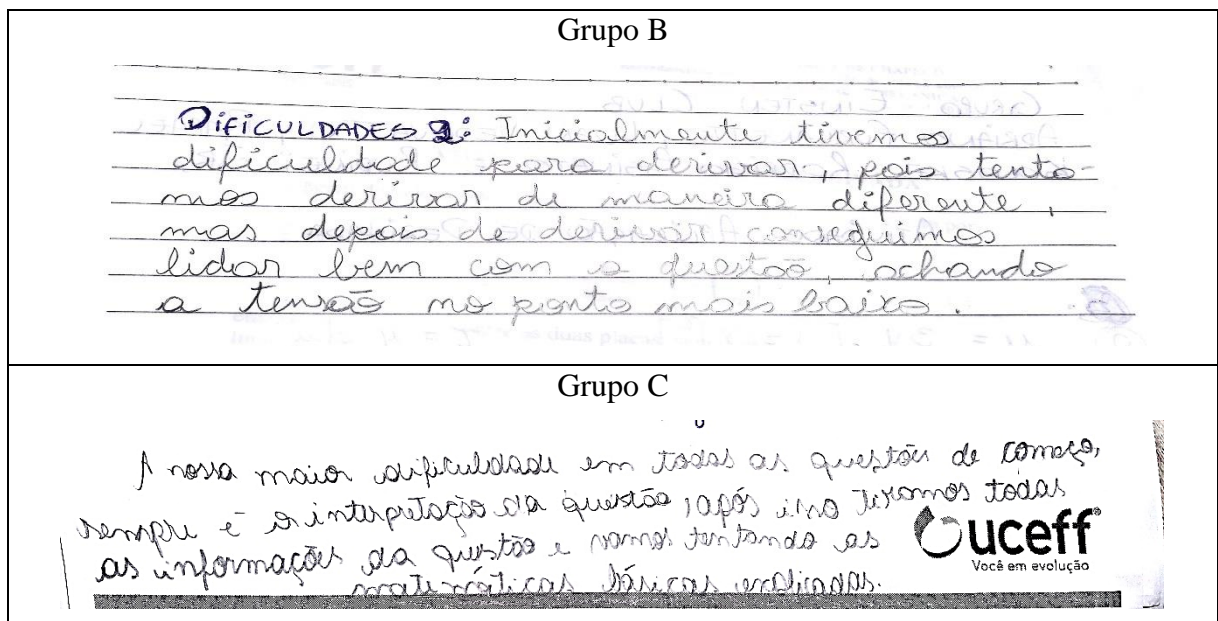 Grupo B
DIFICULDADES 1: Inicialmente tivemos
dificuldade para derivar, pois tenta-
mos derivar de maneira diferente,
mas depois de derivar conseguimos
lidar bem com a questão, achando
a tensão no ponto mais baixo.
Grupo C
A nossa maior dificuldade em todas as questões de começo,
sempre é a interpretação da questão, após isso tiramos todas
as informações da questão e vamos tentando as
matemáticas básicas explicadas.
uceff
Você em evolução